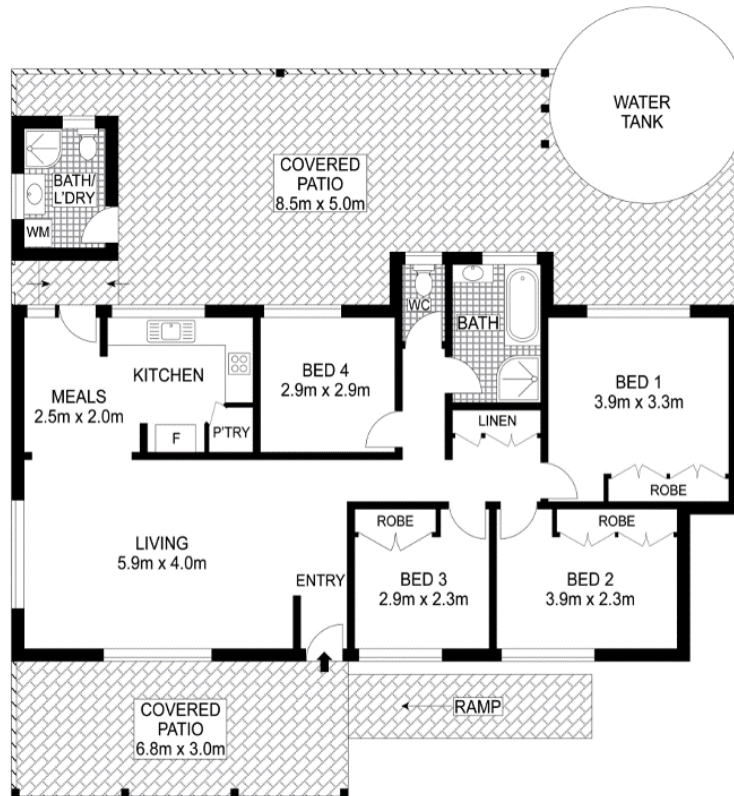 WATER
TANK
COVERED
PATIO
8.5m x 5.0m
BATH/
L'DRY
WM
WC
BATH
KITCHEN
BED 4
2.9m x 2.9m
BED 1
3.9m x 3.3m
MEALS
2.5m x 2.0m
F
P'TRY
LINEN
ROBE
LIVING
5.9m x 4.0m
ENTRY
ROBE
BED 3
2.9m x 2.3m
ROBE
BED 2
3.9m x 2.3m
COVERED
PATIO
6.8m x 3.0m
RAMP